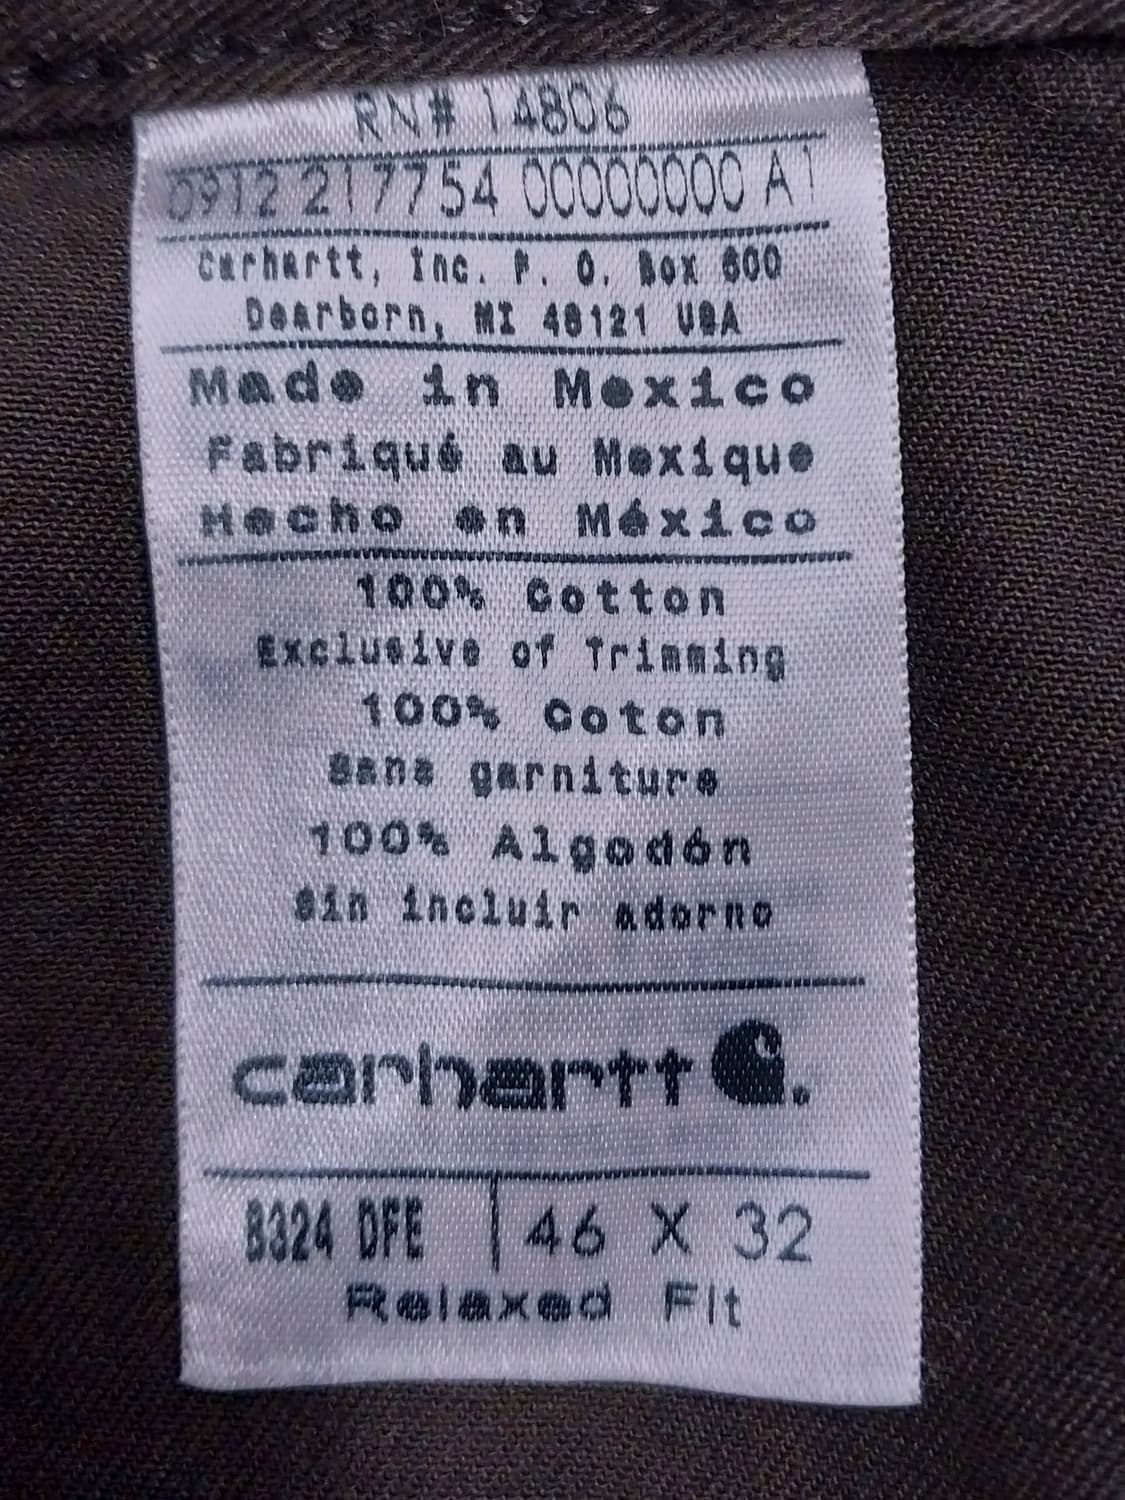 RN# 14806
0912 217754 00000000 A1
Carhartt, Inc. P. O. Box 600
Dearborn, MI 48121 USA
Made in Mexico
Fabriqué au Mexique
Hecho en México
100% Cotton
Exclusive of Trimming
100% Coton
Sans garniture
100% Algodón
Sin incluir adorno
carhartt
B324 DFE | 46 X 32
Relaxed Fit